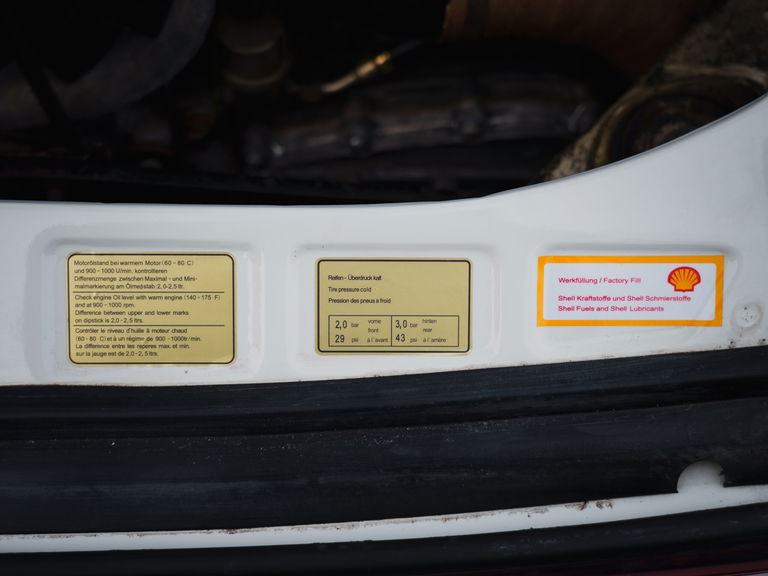 Motorölstand bei warmem Motor (60 - 80 C)
und 900 - 1000 U/min. kontrollieren
Differenzmenge zwischen Maximal - und Mini-
malmarkierung am Ölmeßstab: 2,0-2,5 ltr.
Check engine Oil level with warm engine (140 - 175 F)
and at 900 - 1000 rpm.
Difference between upper and lower marks
on dipstick is 2,0 - 2,5 ltrs.
Contrôler le niveau d'huile à moteur chaud
(60 - 80 C) et à un régime de 900 - 1000tr/min.
La difference entre les reperes max. et min.
sur la jauge est de 2,0 - 2,5 litrs.
Reifen - Überdruck kalt
Tire pressure cold
Pression des pneus à froid
2,0 bar vorne 3,0 bar hinten
front rear
29 psi à l'avant 43 psi à l'arrière
Werkfüllung / Factory Fill
Shell Kraftstoffe und Shell Schmierstoffe
Shell Fuels and Shell Lubricants